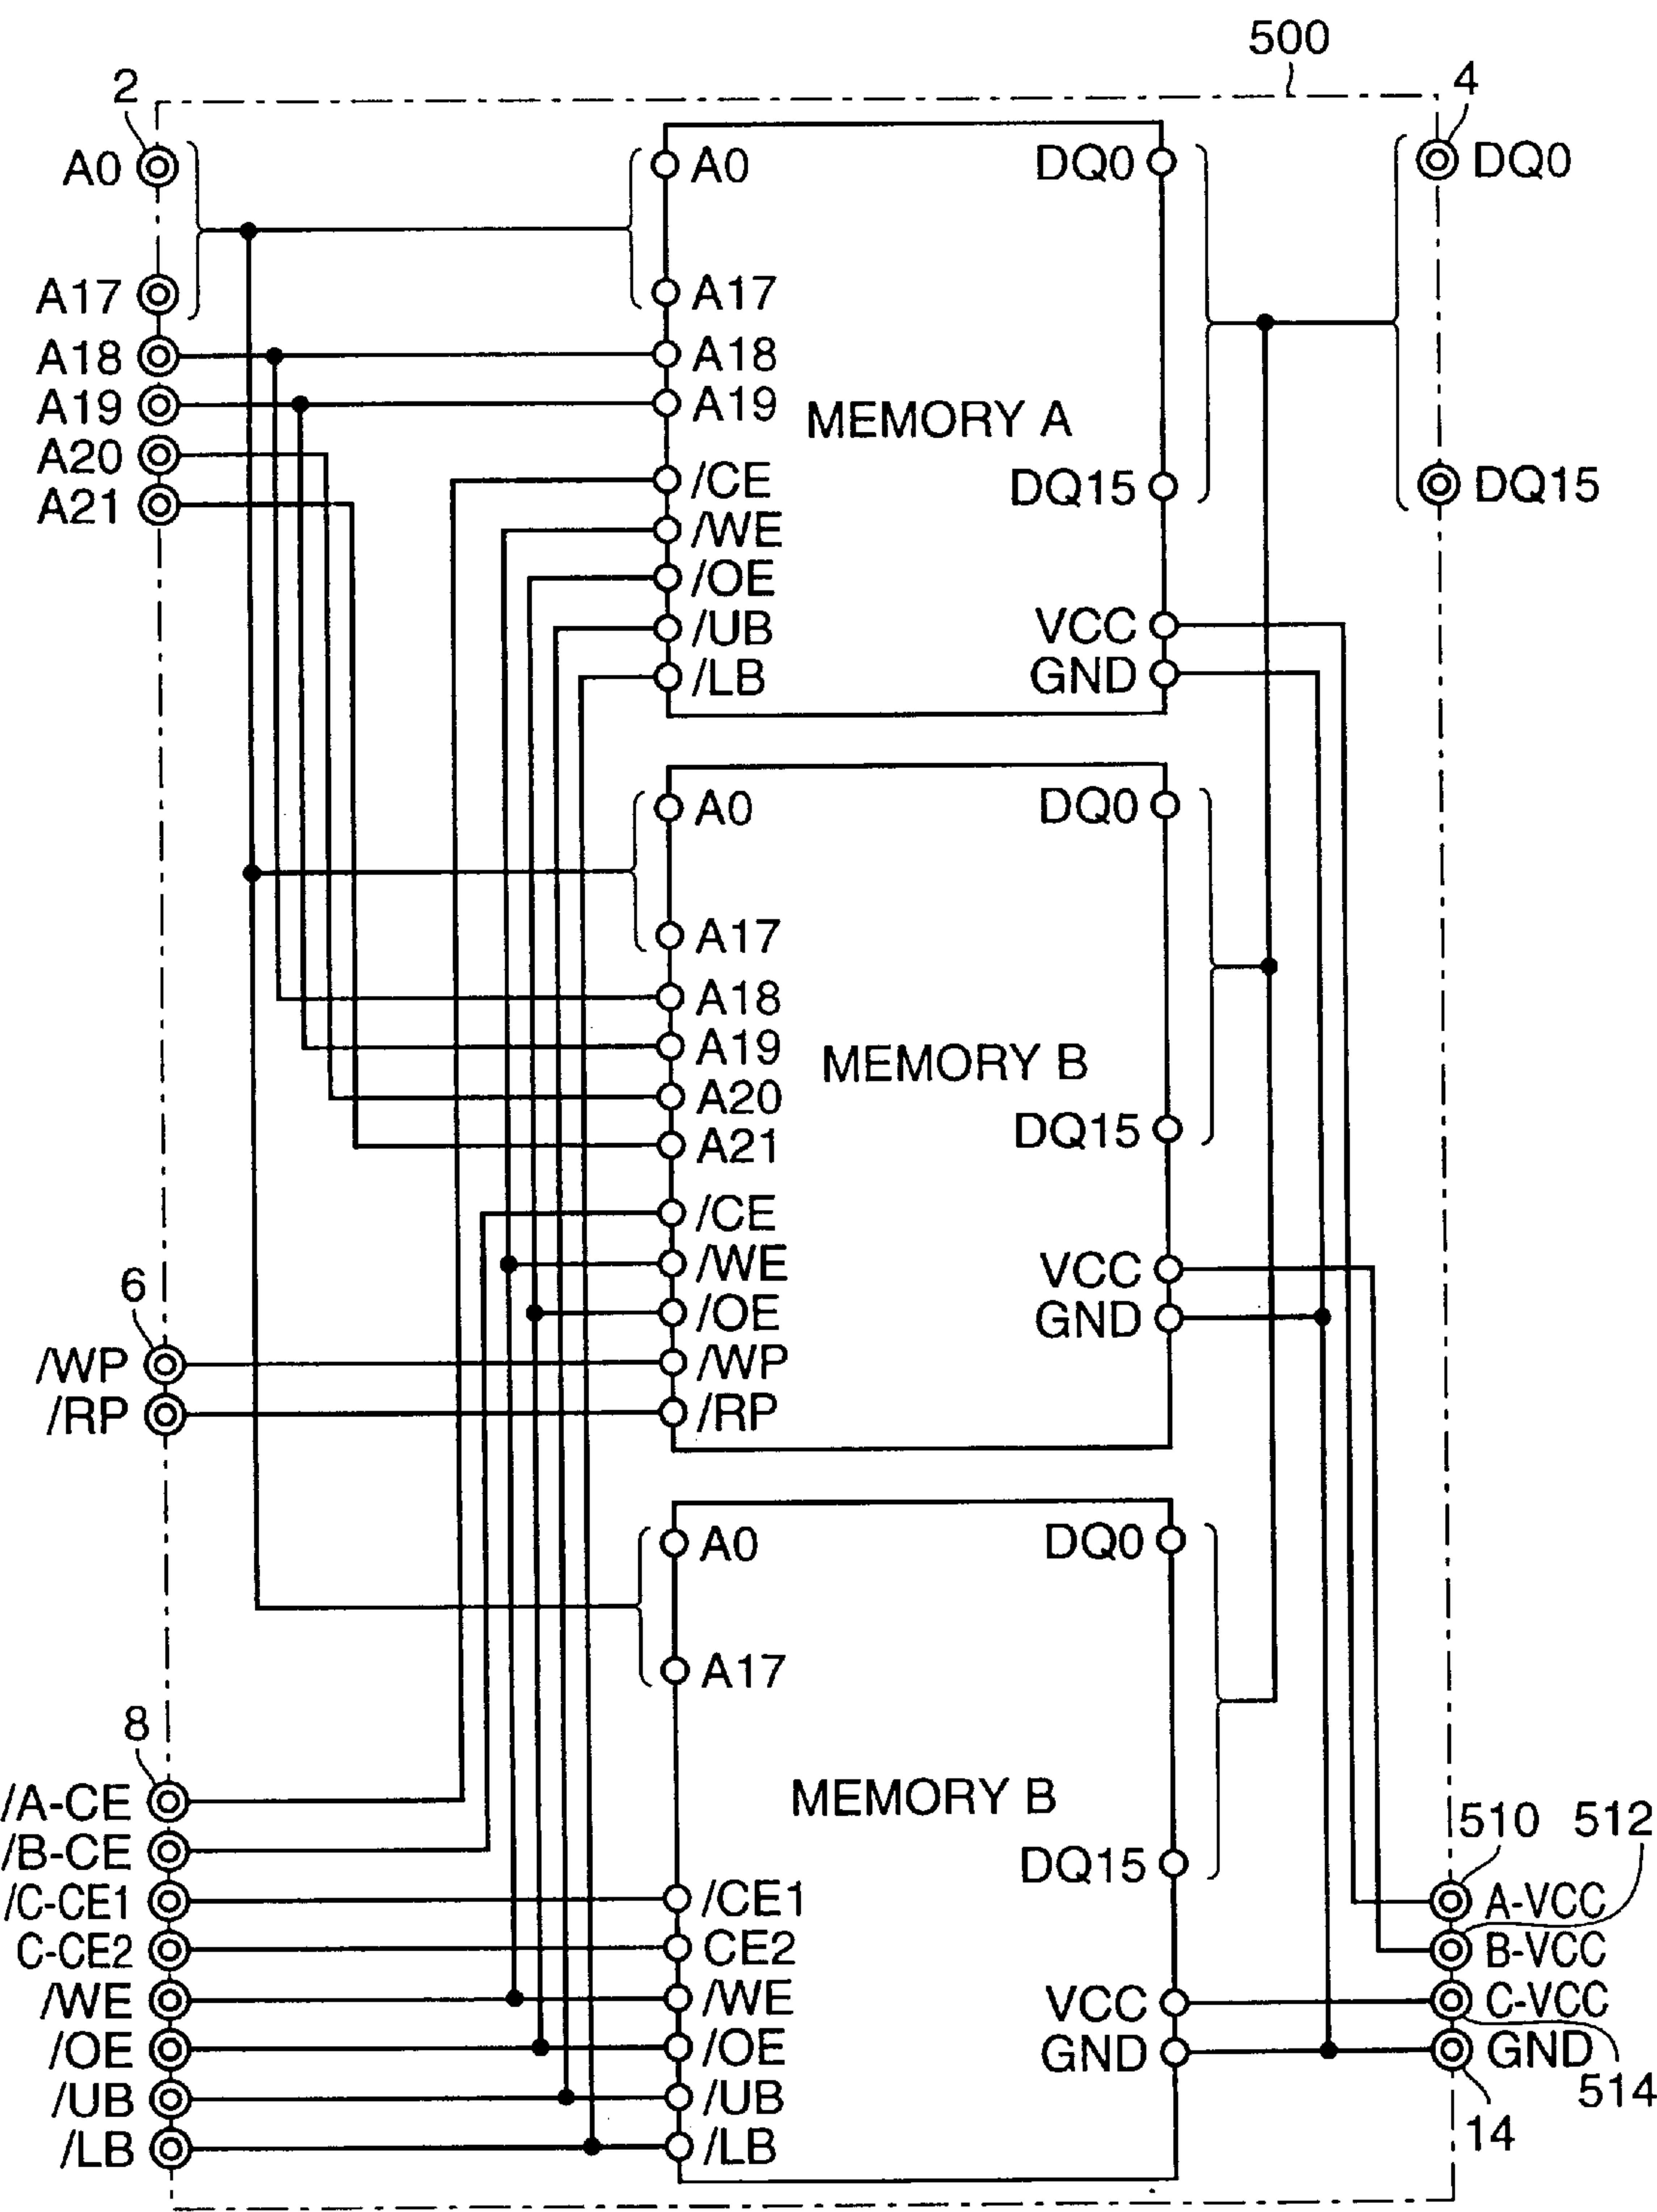 500
2
4
A0
A17
A18
A19
A20
A21
A0
A17
A18
A19
/CE
/WE
/OE
/UB
/LB
MEMORY A
DQ0
DQ15
VCC
GND
DQ0
DQ15
A0
A17
A18
A19
A20
A21
/CE
/WE
/OE
/WP
/RP
MEMORY B
DQ0
DQ15
VCC
GND
6
/WP
/RP
A0
A17
/CE1
CE2
/WE
/OE
/UB
/LB
MEMORY B
DQ0
DQ15
VCC
GND
8
/A-CE
/B-CE
/C-CE1
C-CE2
/WE
/OE
/UB
/LB
510
512
A-VCC
B-VCC
C-VCC
GND
514
14